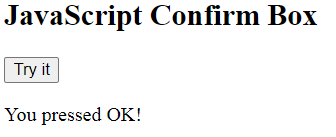 JavaScript Confirm Box
Try it
You pressed OK!